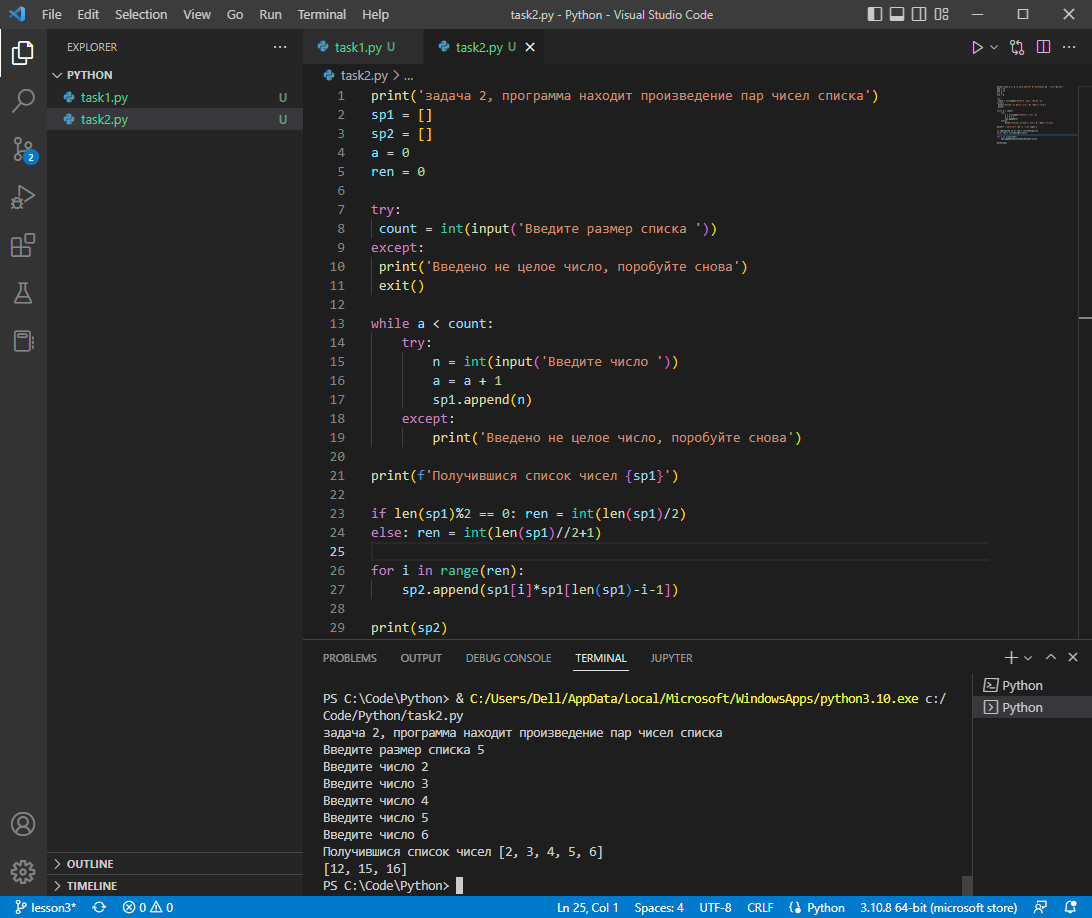 File Edit Selection View Go Run Terminal Help task2.py - Python - Visual Studio Code
EXPLORER
PYTHON
task1.py U
task2.py U
2
OUTLINE
TIMELINE
task1.py U task2.py U
task2.py > ...
1 print('задача 2, программа находит произведение пар чисел списка')
2 sp1 = []
3 sp2 = []
4 a = 0
5 ren = 0
6
7 try:
8 count = int(input('Введите размер списка '))
9 except:
10 print('Введено не целое число, поробуйте снова')
11 exit()
12
13 while a < count:
14 try:
15 n = int(input('Введите число '))
16 a = a + 1
17 sp1.append(n)
18 except:
19 print('Введено не целое число, поробуйте снова')
20
21 print(f'Получившися список чисел {sp1}')
22
23 if len(sp1)%2 == 0: ren = int(len(sp1)/2)
24 else: ren = int(len(sp1)//2+1)
25
26 for i in range(ren):
27 sp2.append(sp1[i]*sp1[len(sp1)-i-1])
28
29 print(sp2)
PROBLEMS OUTPUT DEBUG CONSOLE TERMINAL JUPYTER
Python
Python
PS C:\Code\Python> & C:/Users/Dell/AppData/Local/Microsoft/WindowsApps/python3.10.exe c:/
Code/Python/task2.py
задача 2, программа находит произведение пар чисел списка
Введите размер списка 5
Введите число 2
Введите число 3
Введите число 4
Введите число 5
Введите число 6
Получившися список чисел [2, 3, 4, 5, 6]
[12, 15, 16]
PS C:\Code\Python>
lesson3* 0 0 Ln 25, Col 1 Spaces: 4 UTF-8 CRLF Python 3.10.8 64-bit (microsoft store)